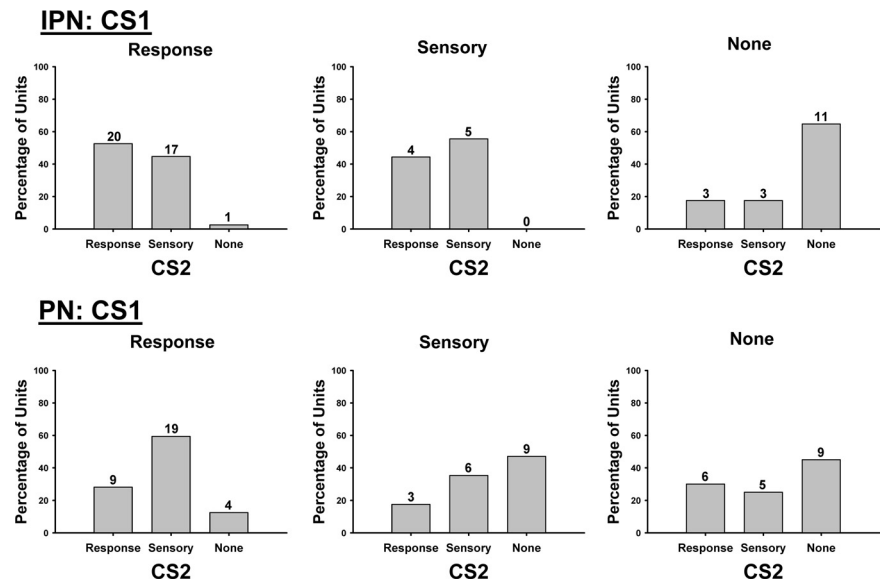 IPN: CS1
Response
Sensory
None
Percentage of Units
100
80
60
40
20
0
20
17
1
Response Sensory None
CS2
Percentage of Units
100
80
60
40
20
0
4
5
0
Response Sensory None
CS2
Percentage of Units
100
80
60
40
20
0
3
3
11
Response Sensory None
CS2
PN: CS1
Response
Sensory
None
Percentage of Units
100
80
60
40
20
0
9
19
4
Response Sensory None
CS2
Percentage of Units
100
80
60
40
20
0
3
6
9
Response Sensory None
CS2
Percentage of Units
100
80
60
40
20
0
6
5
9
Response Sensory None
CS2